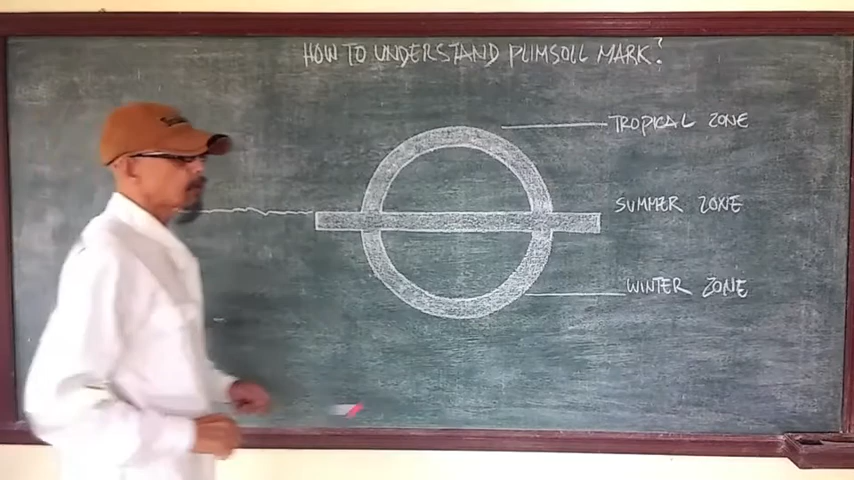 HOW TO UNDERSTAND PLIMSOLL MARK?
TROPICAL ZONE
SUMMER ZONE
WINTER ZONE